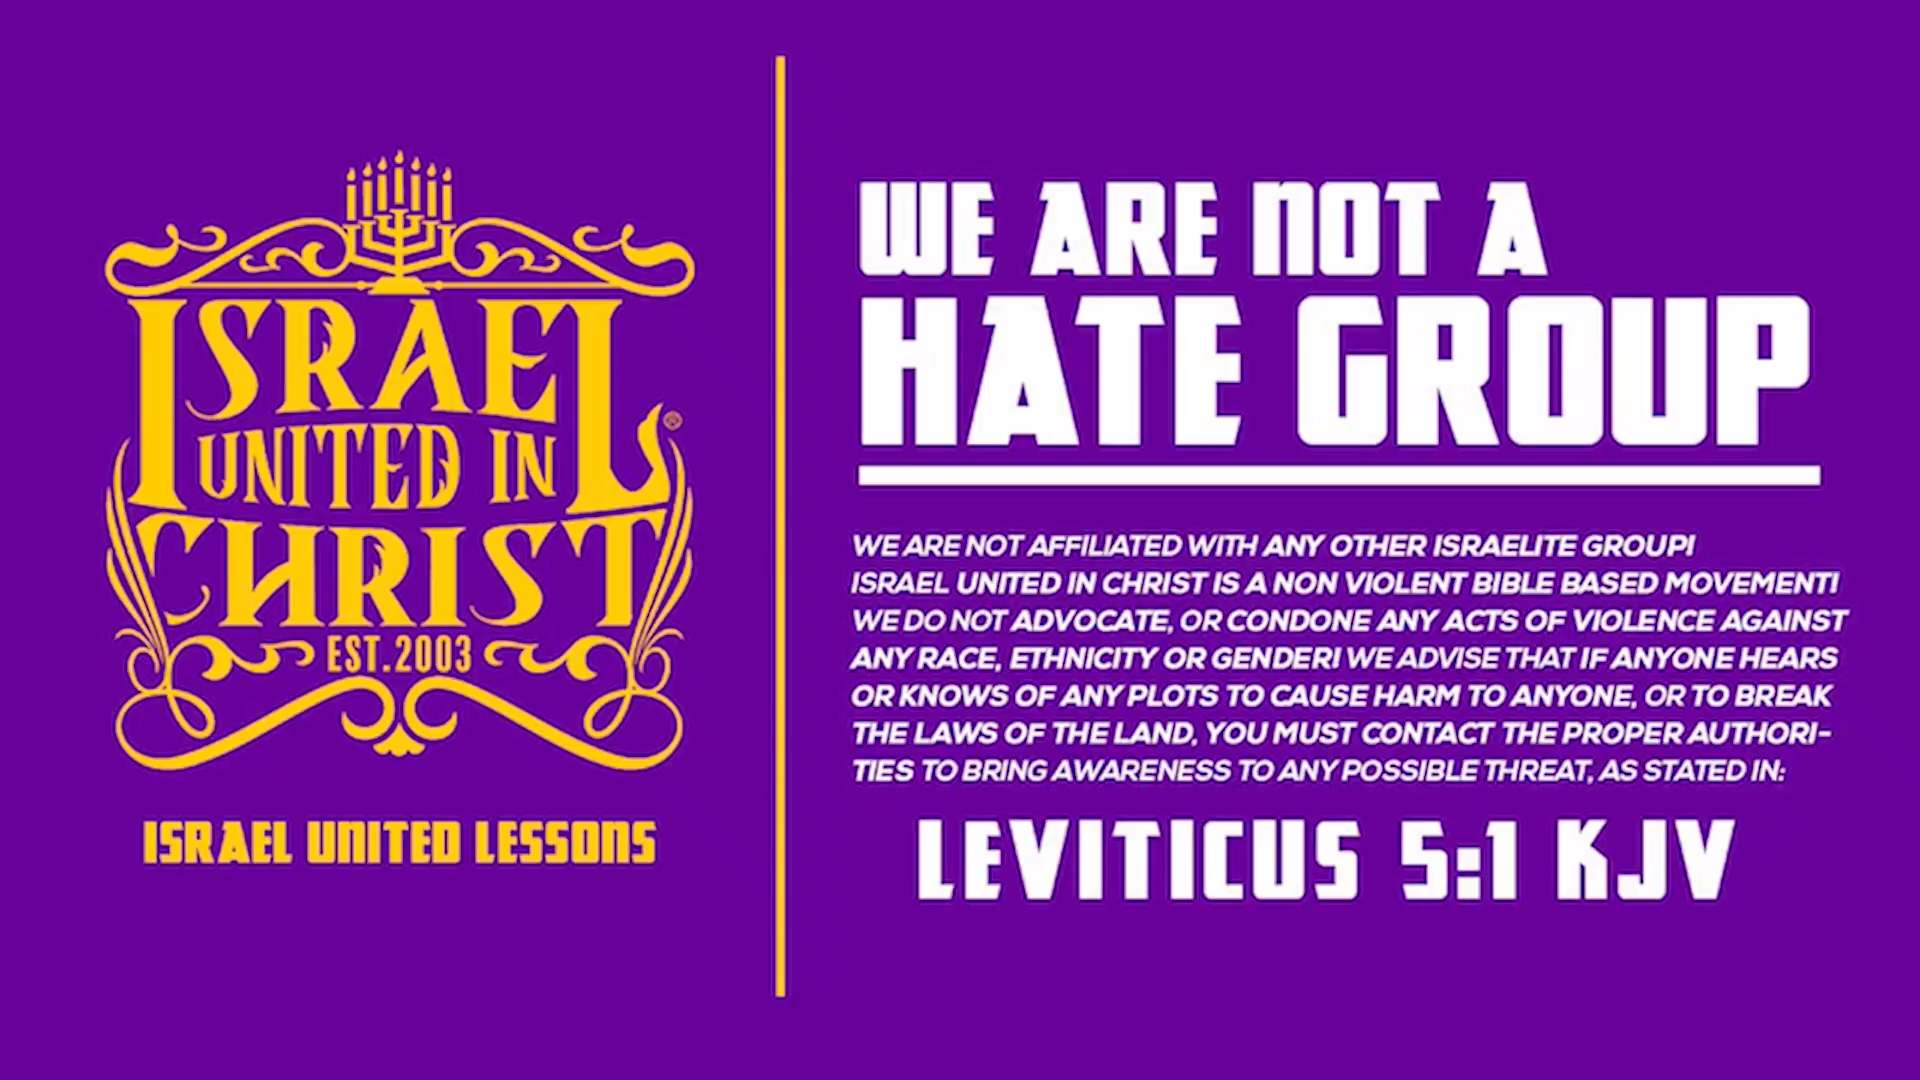 ISRAEL
UNITED IN
CHRIST
®
EST.2003
ISRAEL UNITED LESSONS
WE ARE NOT A
HATE GROUP
WE ARE NOT AFFILIATED WITH ANY OTHER ISRAELITE GROUP!
ISRAEL UNITED IN CHRIST IS A NON VIOLENT BIBLE BASED MOVEMENT!
WE DO NOT ADVOCATE, OR CONDONE ANY ACTS OF VIOLENCE AGAINST
ANY RACE, ETHNICITY OR GENDER! WE ADVISE THAT IF ANYONE HEARS
OR KNOWS OF ANY PLOTS TO CAUSE HARM TO ANYONE, OR TO BREAK
THE LAWS OF THE LAND, YOU MUST CONTACT THE PROPER AUTHORI-
TIES TO BRING AWARENESS TO ANY POSSIBLE THREAT, AS STATED IN:
LEVITICUS 5:1 KJV